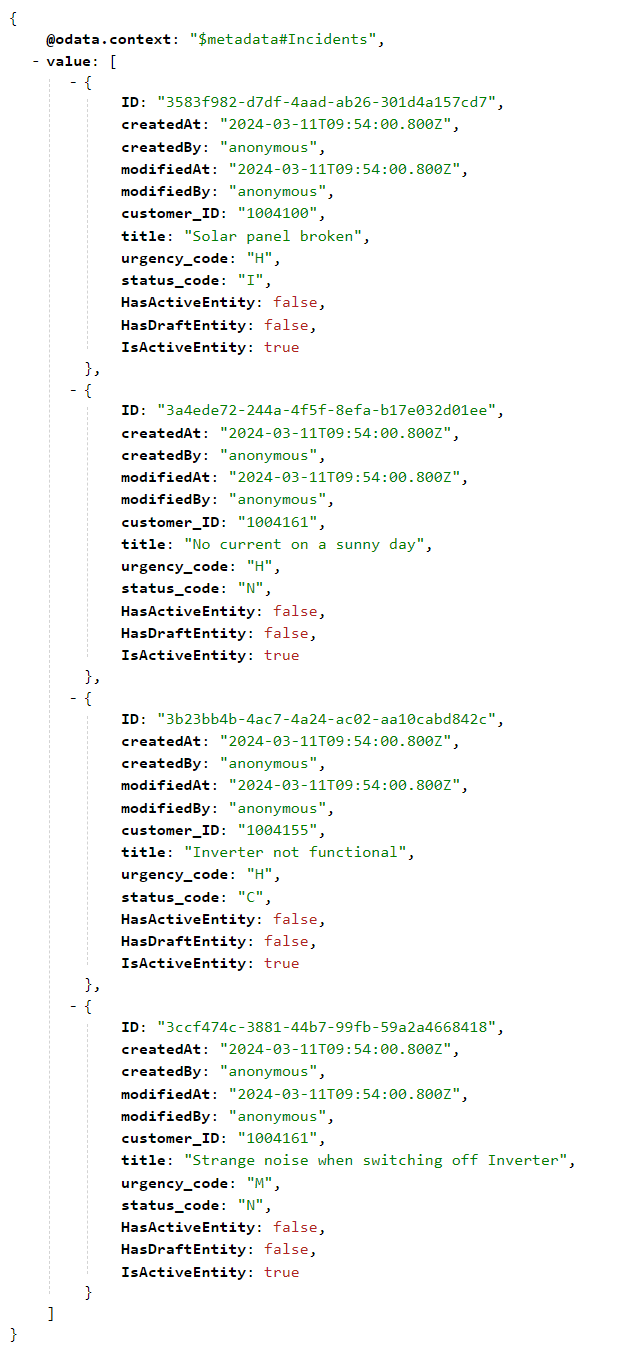 {
@odata.context: "$metadata#Incidents",
- value: [
- {
ID: "3583f982-d7df-4aad-ab26-301d4a157cd7",
createdAt: "2024-03-11T09:54:00.800Z",
createdBy: "anonymous",
modifiedAt: "2024-03-11T09:54:00.800Z",
modifiedBy: "anonymous",
customer_ID: "1004100",
title: "Solar panel broken",
urgency_code: "H",
status_code: "I",
HasActiveEntity: false,
HasDraftEntity: false,
IsActiveEntity: true
},
- {
ID: "3a4ede72-244a-4f5f-8efa-b17e032d01ee",
createdAt: "2024-03-11T09:54:00.800Z",
createdBy: "anonymous",
modifiedAt: "2024-03-11T09:54:00.800Z",
modifiedBy: "anonymous",
customer_ID: "1004161",
title: "No current on a sunny day",
urgency_code: "H",
status_code: "N",
HasActiveEntity: false,
HasDraftEntity: false,
IsActiveEntity: true
},
- {
ID: "3b23bb4b-4ac7-4a24-ac02-aa10cabd842c",
createdAt: "2024-03-11T09:54:00.800Z",
createdBy: "anonymous",
modifiedAt: "2024-03-11T09:54:00.800Z",
modifiedBy: "anonymous",
customer_ID: "1004155",
title: "Inverter not functional",
urgency_code: "H",
status_code: "C",
HasActiveEntity: false,
HasDraftEntity: false,
IsActiveEntity: true
},
- {
ID: "3ccf474c-3881-44b7-99fb-59a2a4668418",
createdAt: "2024-03-11T09:54:00.800Z",
createdBy: "anonymous",
modifiedAt: "2024-03-11T09:54:00.800Z",
modifiedBy: "anonymous",
customer_ID: "1004161",
title: "Strange noise when switching off Inverter",
urgency_code: "M",
status_code: "N",
HasActiveEntity: false,
HasDraftEntity: false,
IsActiveEntity: true
}
]
}